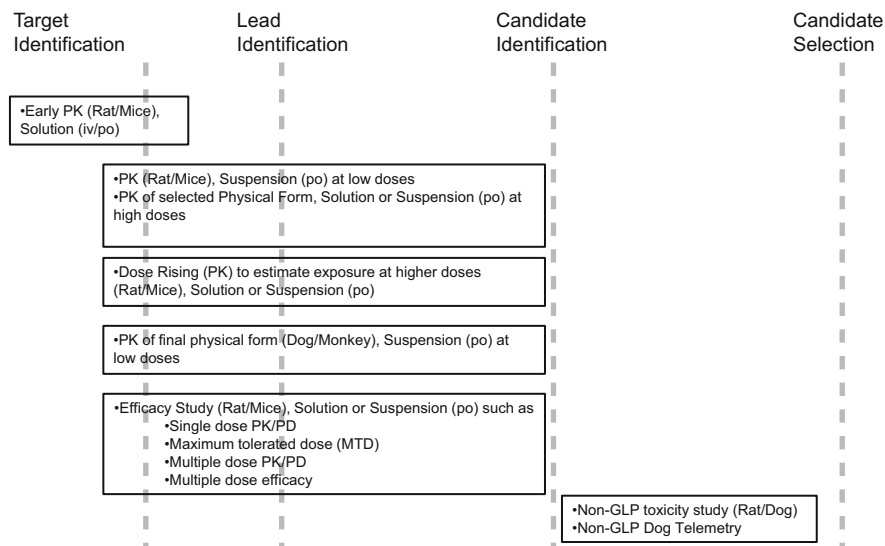 Target
Identification
Lead
Identification
Candidate
Identification
Candidate
Selection
•Early PK (Rat/Mice),
Solution (iv/po)
•PK (Rat/Mice), Suspension (po) at low doses
•PK of selected Physical Form, Solution or Suspension (po) at
high doses
•Dose Rising (PK) to estimate exposure at higher doses
(Rat/Mice), Solution or Suspension (po)
•PK of final physical form (Dog/Monkey), Suspension (po) at
low doses
•Efficacy Study (Rat/Mice), Solution or Suspension (po) such as
•Single dose PK/PD
•Maximum tolerated dose (MTD)
•Multiple dose PK/PD
•Multiple dose efficacy
•Non-GLP toxicity study (Rat/Dog)
•Non-GLP Dog Telemetry